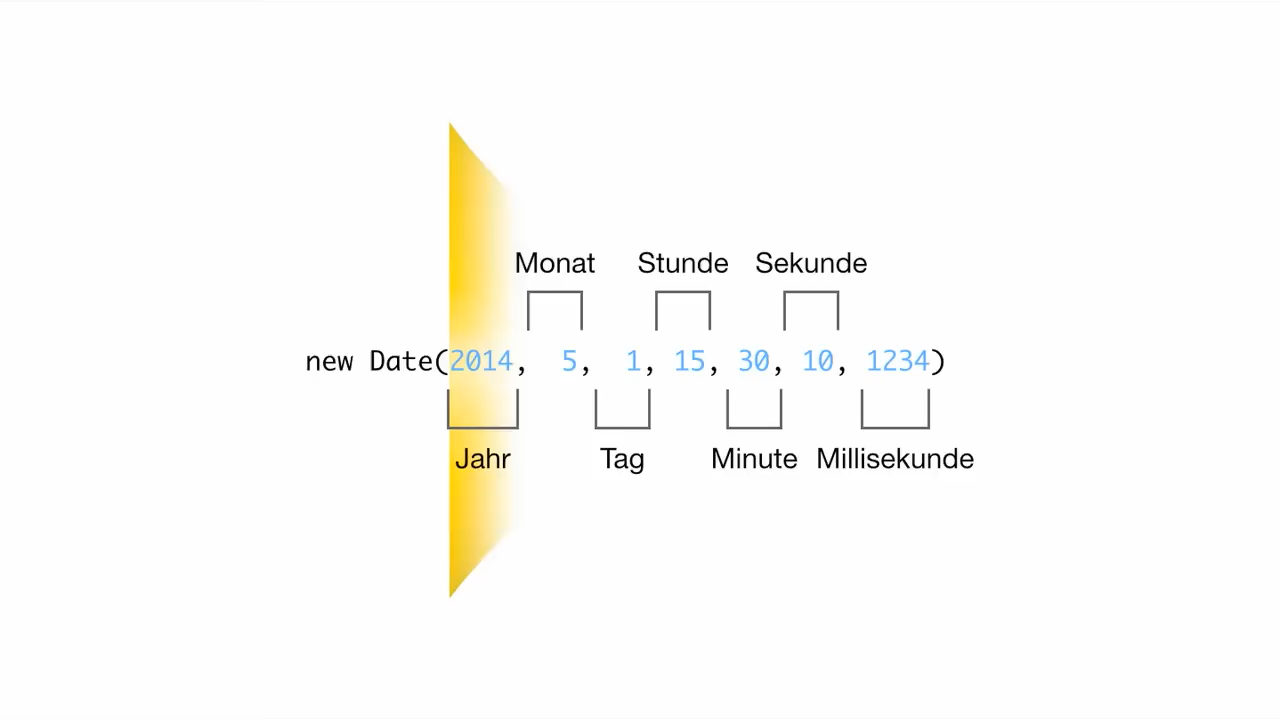 Monat Stunde Sekunde
new Date(2014, 5, 1, 15, 30, 10, 1234)
Jahr Tag Minute Millisekunde